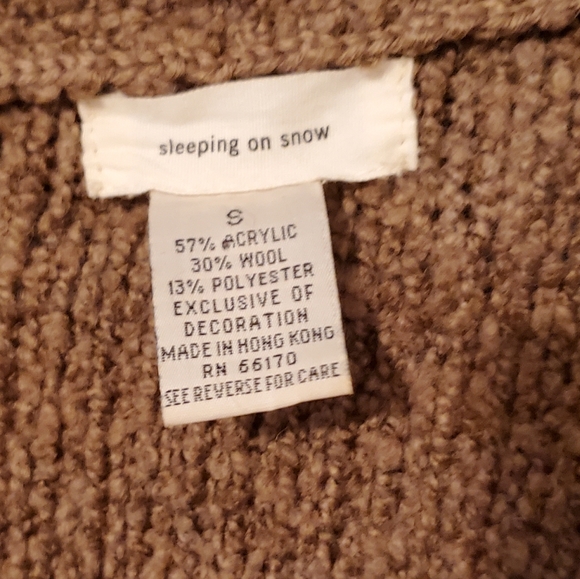 sleeping on snow
S
57% ACRYLIC
30% WOOL
13% POLYESTER
EXCLUSIVE OF
DECORATION
MADE IN HONG KONG
RN 66170
SEE REVERSE FOR CARE